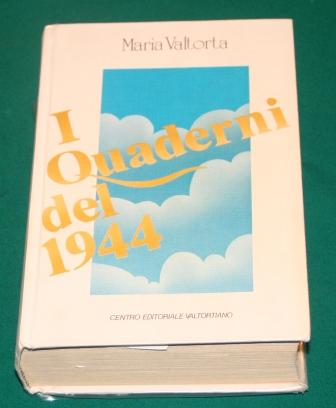 Maria Valtorta
I
Quaderni
del
1944
CENTRO EDITORIALE VALTORTIANO